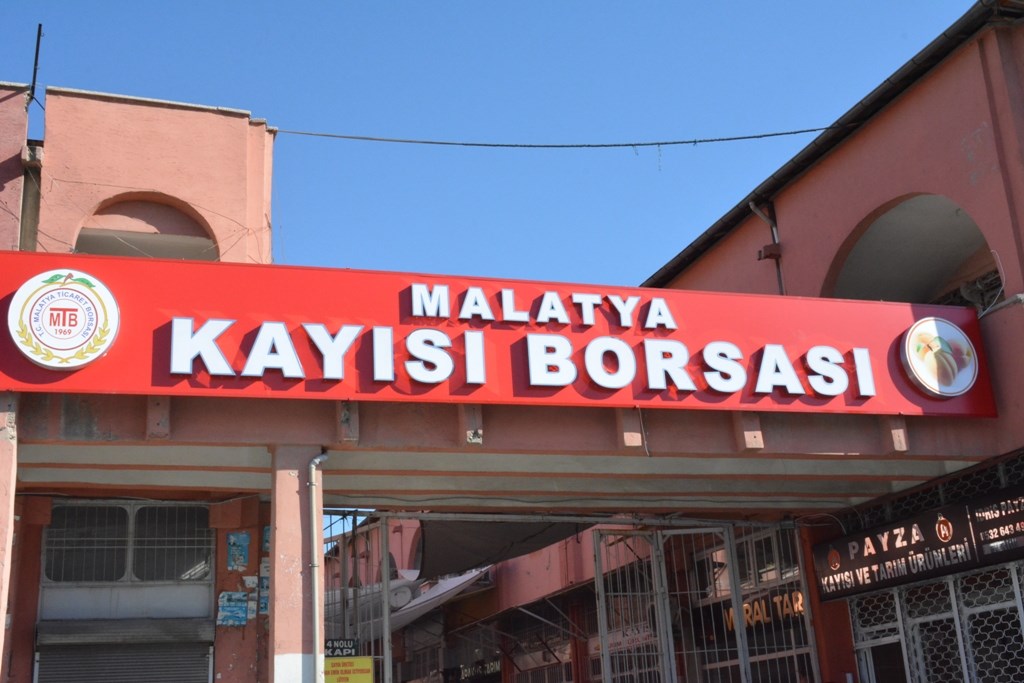 MALATYA
KAYISI BORSASI
T.C. MALATYA TİCARET BORSASI
MTB
1969
PAYZA
KAYISI VE TARIM ÜRÜNLERİ
4 NOLU
KAPI